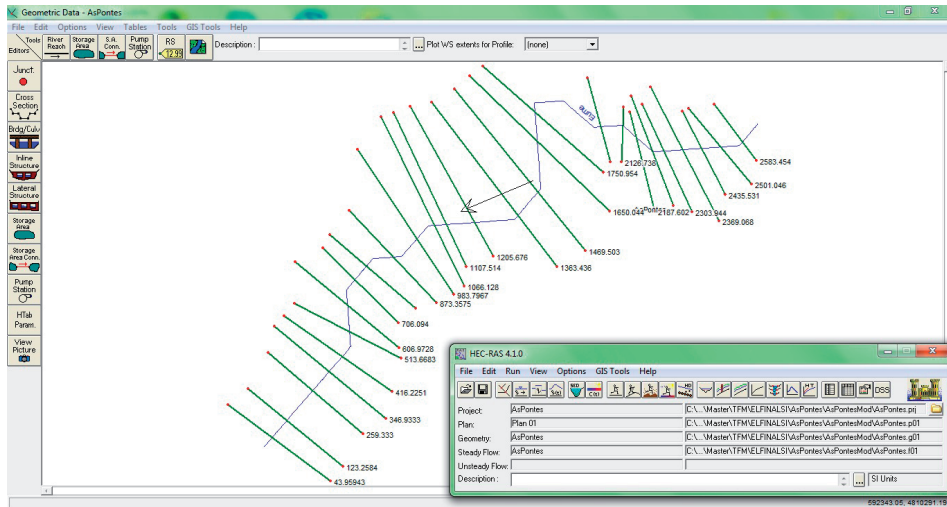 Geometric Data - AsPontes
File Edit Options View Tables Tools GIS Tools Help
Tools
Editors
River
Reach
Storage
Area
S.A.
Conn.
Pump
Station
RS
Description :
...
Plot WS extents for Profile:
(none)
Junct.
Cross
Section
Brdg/Culv
Inline
Structure
Lateral
Structure
Storage
Area
Storage
Area Conn.
Pump
Station
HTab
Param.
View
Picture
Eume
2583.454
2501.046
2435.531
2369.068
2303.944
2187.602
AsPontes
2126.738
1750.954
1650.044
1469.503
1363.436
1205.676
1107.514
1066.128
983.7967
873.3575
706.094
606.9728
513.6683
416.2251
346.9333
259.333
123.2584
43.95943
HEC-RAS 4.1.0
File Edit Run View Options GIS Tools Help
DSS
Project: AsPontes C:\...\Master\TFM\ELFINALSI\AsPontes\AsPontesMod\AsPontes.prj
Plan: Plan 01 C:\...\Master\TFM\ELFINALSI\AsPontes\AsPontesMod\AsPontes.p01
Geometry: AsPontes C:\...\Master\TFM\ELFINALSI\AsPontes\AsPontesMod\AsPontes.g01
Steady Flow: AsPontes C:\...\Master\TFM\ELFINALSI\AsPontes\AsPontesMod\AsPontes.f01
Unsteady Flow:
Description : ... SI Units
592343.05, 4810291.19